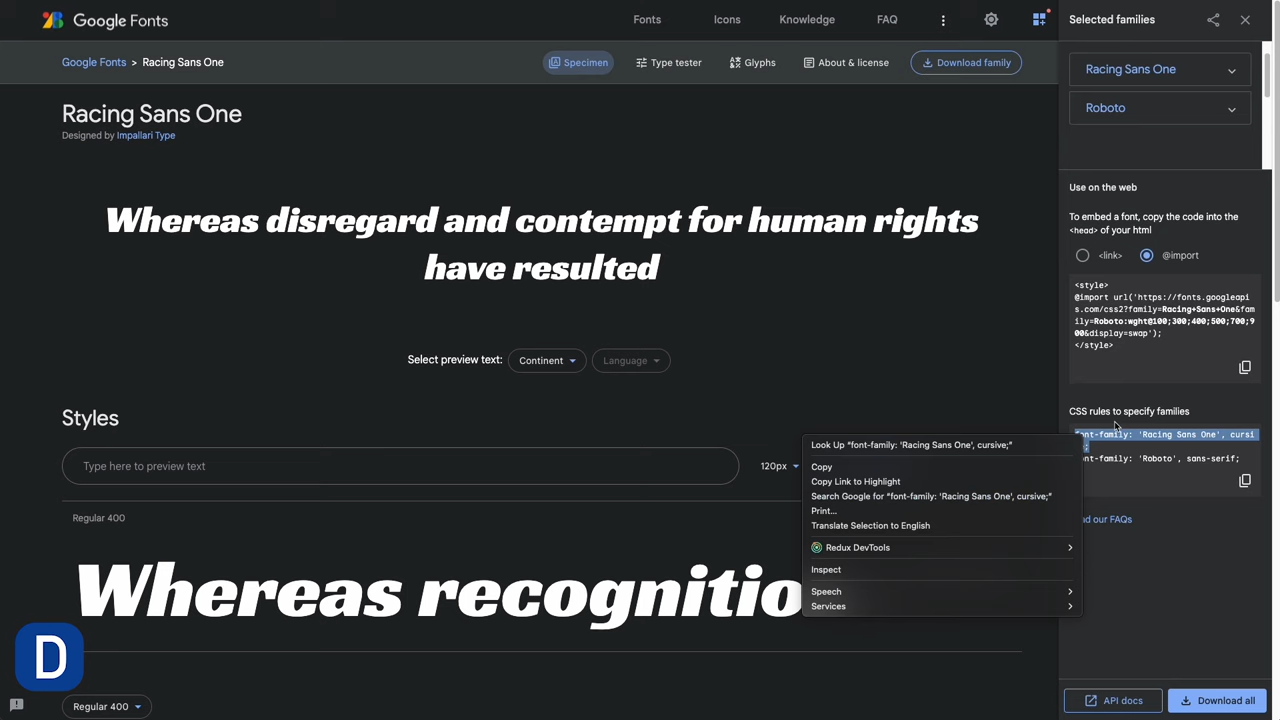 Google Fonts
Fonts
Icons
Knowledge
FAQ
Selected families
Google Fonts > Racing Sans One
Specimen
Type tester
Glyphs
About & license
Download family
Racing Sans One
Roboto
Racing Sans One
Designed by Impallari Type
Whereas disregard and contempt for human rights
have resulted
Select preview text:
Continent
Language
Styles
Type here to preview text
120px
Regular 400
Whereas recognitio
Regular 400
D
Use on the web
To embed a font, copy the code into the
<head> of your html
<link>
@import
<style>
@import url('https://fonts.googleapi
s.com/css2?family=Racing+Sans+One&fam
ily=Roboto:wght@100;300;400;500;700;9
00&display=swap');
</style>
CSS rules to specify families
font-family: 'Racing Sans One', cursi
;
ont-family: 'Roboto', sans-serif;
d our FAQs
Look Up "font-family: 'Racing Sans One', cursive;"
Copy
Copy Link to Highlight
Search Google for "font-family: 'Racing Sans One', cursive;"
Print...
Translate Selection to English
Redux DevTools
Inspect
Speech
Services
API docs
Download all